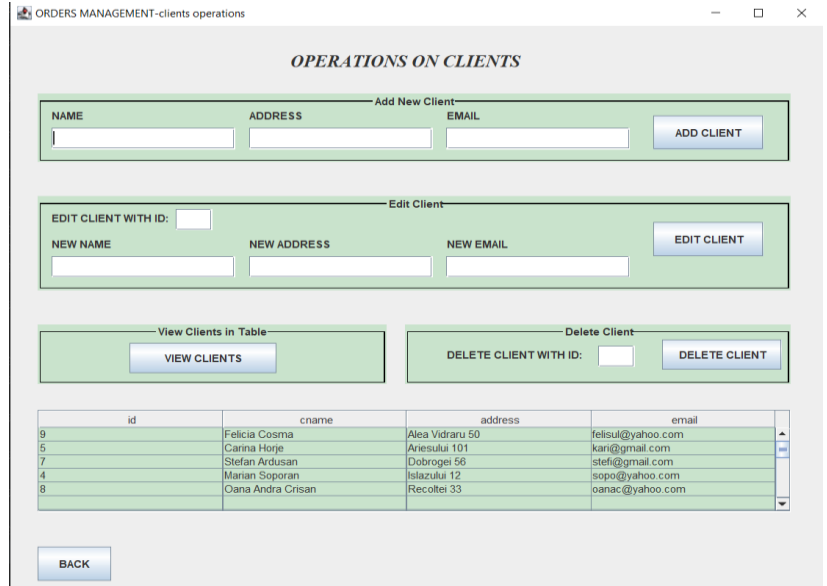 ORDERS MANAGEMENT-clients operations
OPERATIONS ON CLIENTS
Add New Client
NAME ADDRESS EMAIL
ADD CLIENT
Edit Client
EDIT CLIENT WITH ID:
EDIT CLIENT
NEW NAME NEW ADDRESS NEW EMAIL
View Clients in Table
VIEW CLIENTS
Delete Client
DELETE CLIENT WITH ID: DELETE CLIENT
id cname address email
9 Felicia Cosma Alea Vidraru 50 felisul@yahoo.com
5 Carina Horje Ariesului 101 kari@gmail.com
7 Stefan Ardusan Dobrogei 56 stefi@gmail.com
4 Marian Soporan Islazului 12 sopo@yahoo.com
8 Oana Andra Crisan Recoltei 33 oanac@yahoo.com
BACK